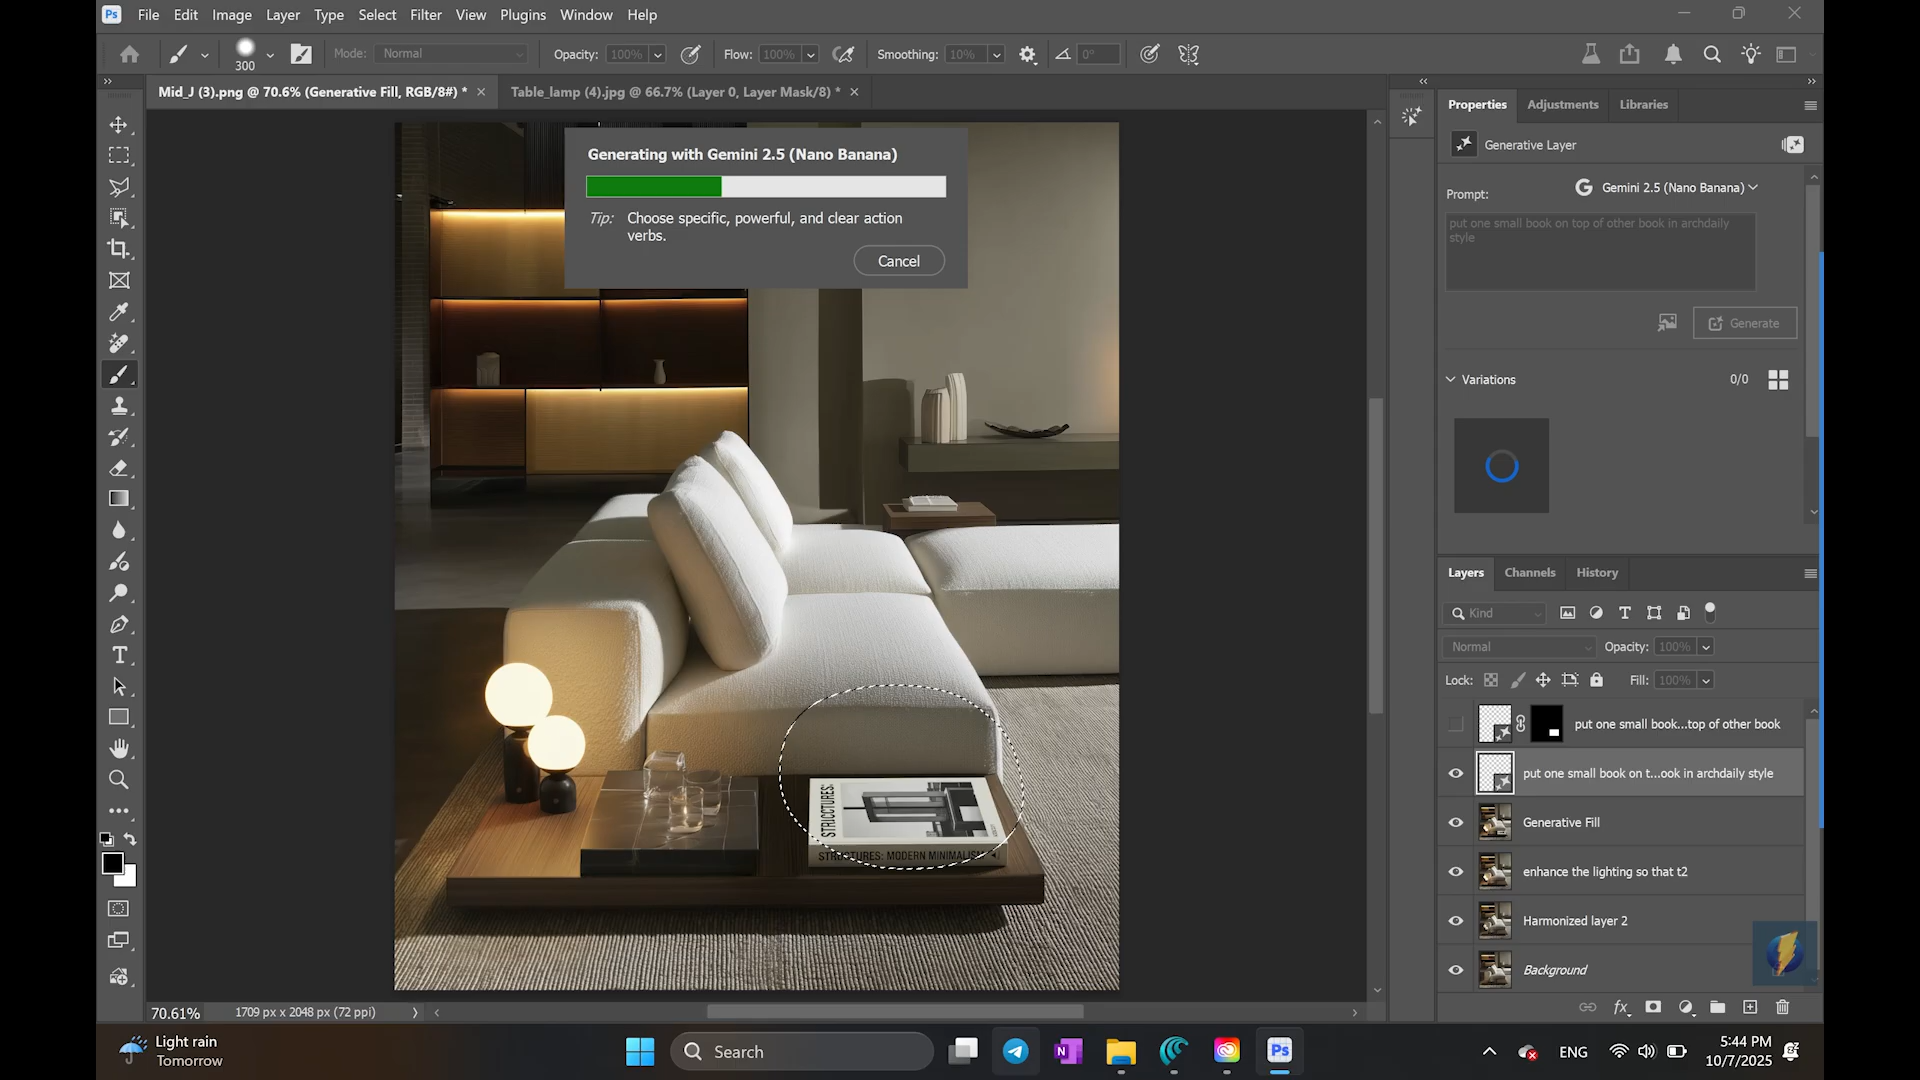 Ps File Edit Image Layer Type Select Filter View Plugins Window Help
300 Mode: Normal Opacity: 100% Flow: 100% Smoothing: 10% 0°
Mid_J (3).png @ 70.6% (Generative Fill, RGB/8#) * Table_lamp (4).jpg @ 66.7% (Layer 0, Layer Mask/8) *
Generating with Gemini 2.5 (Nano Banana)
Tip: Choose specific, powerful, and clear action
verbs.
Cancel
STRUCTURES: MODERN MINIMALISM
70.61% 1709 px x 2048 px (72 ppi)
Properties Adjustments Libraries
Generative Layer
Prompt: Gemini 2.5 (Nano Banana)
put one small book on top of other book in archdaily
style
Generate
Variations 0/0
Layers Channels History
Kind
Normal Opacity: 100%
Lock: Fill: 100%
put one small book...top of other book
put one small book on t...ook in archdaily style
Generative Fill
enhance the lighting so that t2
Harmonized layer 2
Background
fx
Light rain
Tomorrow
Search
N
Ps
ENG
5:44 PM
10/7/2025